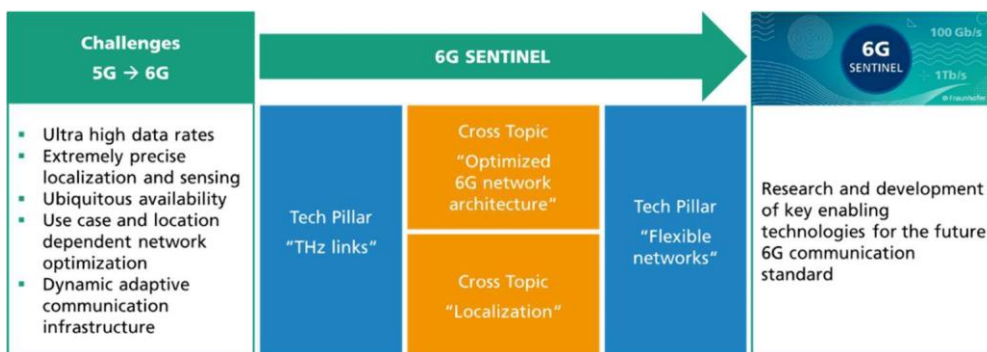 Challenges
5G → 6G
▪ Ultra high data rates
▪ Extremely precise
localization and sensing
▪ Ubiquitous availability
▪ Use case and location
dependent network
optimization
▪ Dynamic adaptive
communication
infrastructure
6G SENTINEL
Tech Pillar
"THz links"
Cross Topic
"Optimized
6G network
architecture"
Cross Topic
"Localization"
Tech Pillar
"Flexible
networks"
6G
SENTINEL
100 Gb/s
1Tb/s
Fraunhofer
Research and development
of key enabling
technologies for the future
6G communication
standard